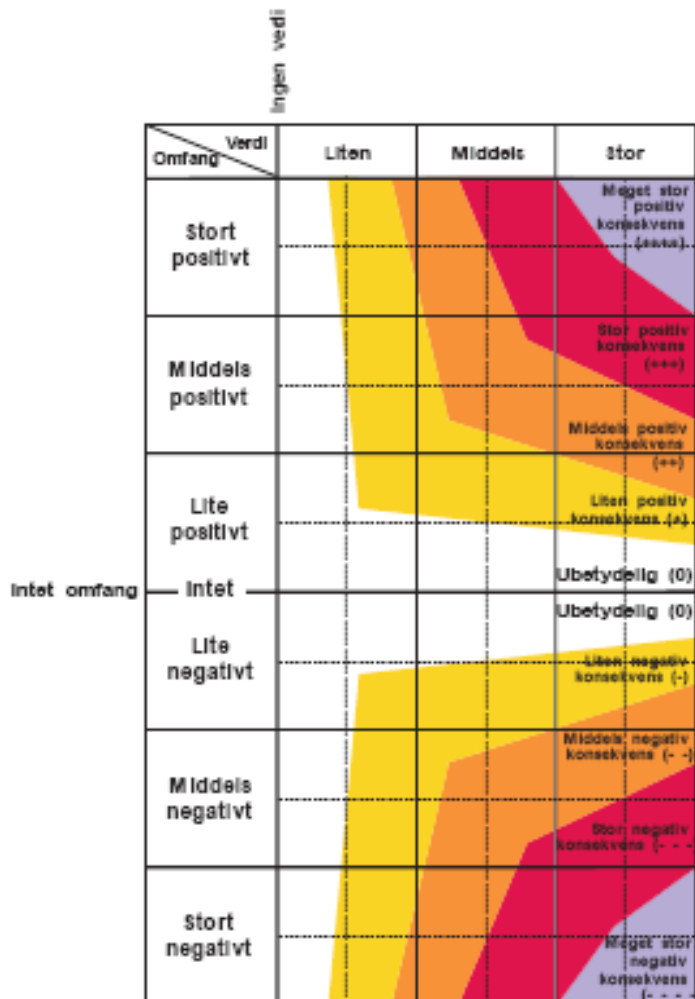 Ingen vedi
Verdi
Omfang
Liten
Middels
Stor
Stort
positivt
Meget stor
positiv
konsekvens
(++++)
Middels
positivt
Stor positiv
konsekvens
(+++)
Middels positiv
konsekvens
(++)
Lite
positivt
Liten positiv
konsekvens (+)
Ubetydelig (0)
Intet omfang
Intet
Ubetydelig (0)
Lite
negativt
Liten negativ
konsekvens (-)
Middels negativ
konsekvens (- -)
Middels
negativt
Stor negativ
konsekvens (- - -
Stort
negativt
Meget stor
negativ
konsekvens
(- - - -